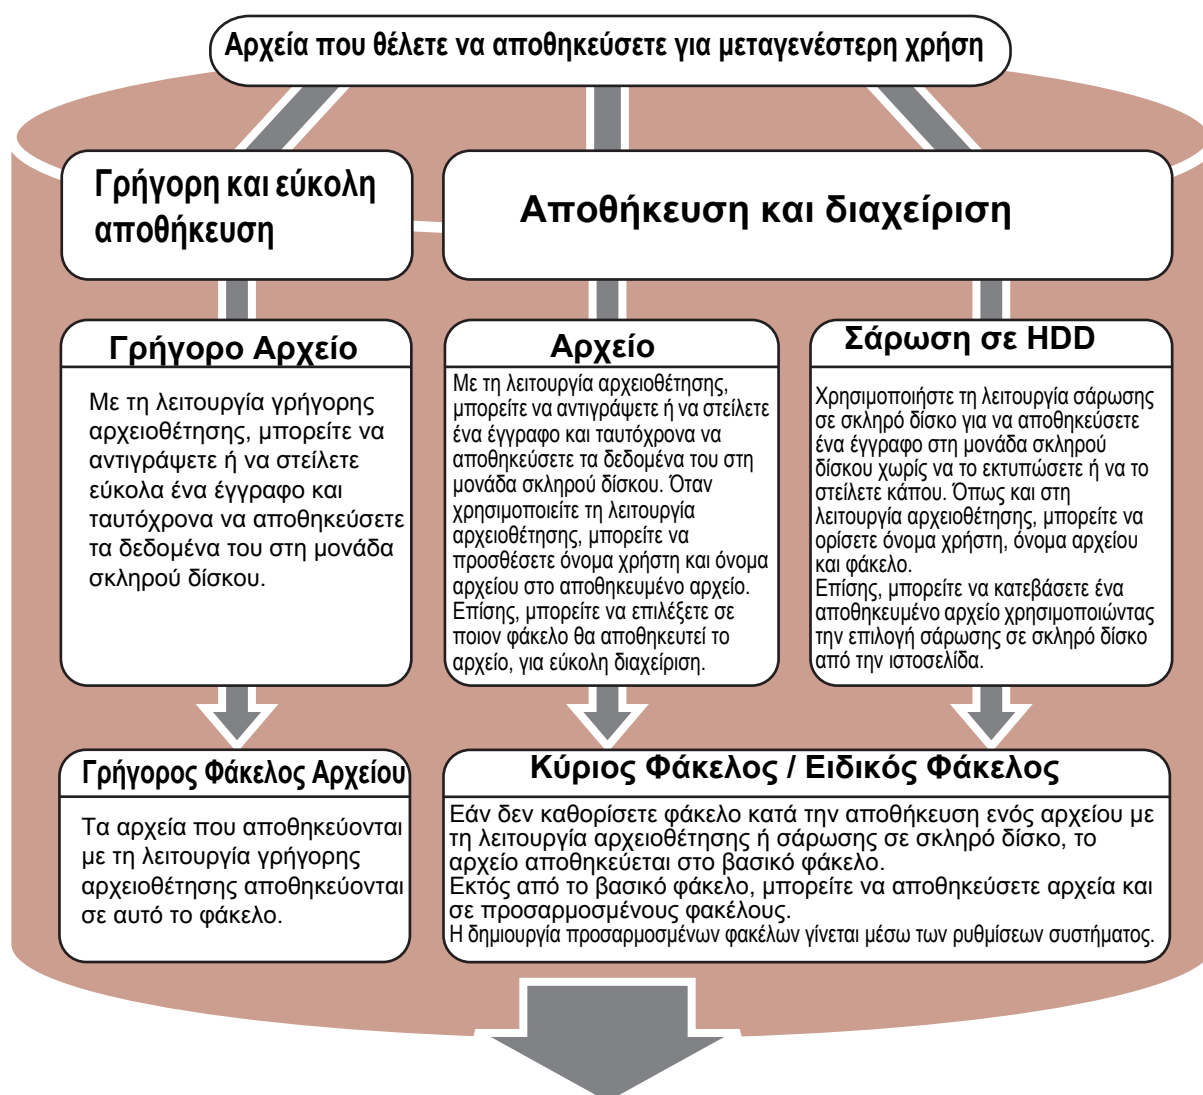 Αρχεία που θέλετε να αποθηκεύσετε για μεταγενέστερη χρήση
Γρήγορη και εύκολη
αποθήκευση
Αποθήκευση και διαχείριση
Γρήγορο Αρχείο
Με τη λειτουργία γρήγορης
αρχειοθέτησης, μπορείτε να
αντιγράψετε ή να στείλετε
εύκολα ένα έγγραφο και
ταυτόχρονα να αποθηκεύσετε
τα δεδομένα του στη μονάδα
σκληρού δίσκου.
Αρχείο
Με τη λειτουργία αρχειοθέτησης,
μπορείτε να αντιγράψετε ή να στείλετε
ένα έγγραφο και ταυτόχρονα να
αποθηκεύσετε τα δεδομένα του στη
μονάδα σκληρού δίσκου. Όταν
χρησιμοποιείτε τη λειτουργία
αρχειοθέτησης, μπορείτε να
προσθέσετε όνομα χρήστη και όνομα
αρχείου στο αποθηκευμένο αρχείο.
Επίσης, μπορείτε να επιλέξετε σε
ποιον φάκελο θα αποθηκευτεί το
αρχείο, για εύκολη διαχείριση.
Σάρωση σε HDD
Χρησιμοποιήστε τη λειτουργία σάρωσης
σε σκληρό δίσκο για να αποθηκεύσετε
ένα έγγραφο στη μονάδα σκληρού
δίσκου χωρίς να το εκτυπώσετε ή να το
στείλετε κάπου. Όπως και στη
λειτουργία αρχειοθέτησης, μπορείτε να
ορίσετε όνομα χρήστη, όνομα αρχείου
και φάκελο.
Επίσης, μπορείτε να κατεβάσετε ένα
αποθηκευμένο αρχείο χρησιμοποιώντας
την επιλογή σάρωσης σε σκληρό δίσκο
από την ιστοσελίδα.
Γρήγορος Φάκελος Αρχείου
Τα αρχεία που αποθηκεύονται
με τη λειτουργία γρήγορης
αρχειοθέτησης αποθηκεύονται
σε αυτό το φάκελο.
Κύριος Φάκελος / Ειδικός Φάκελος
Εάν δεν καθορίσετε φάκελο κατά την αποθήκευση ενός αρχείου με
τη λειτουργία αρχειοθέτησης ή σάρωσης σε σκληρό δίσκο, το
αρχείο αποθηκεύεται στο βασικό φάκελο.
Εκτός από το βασικό φάκελο, μπορείτε να αποθηκεύσετε αρχεία και
σε προσαρμοσμένους φακέλους.
Η δημιουργία προσαρμοσμένων φακέλων γίνεται μέσω των ρυθμίσεων συστήματος.